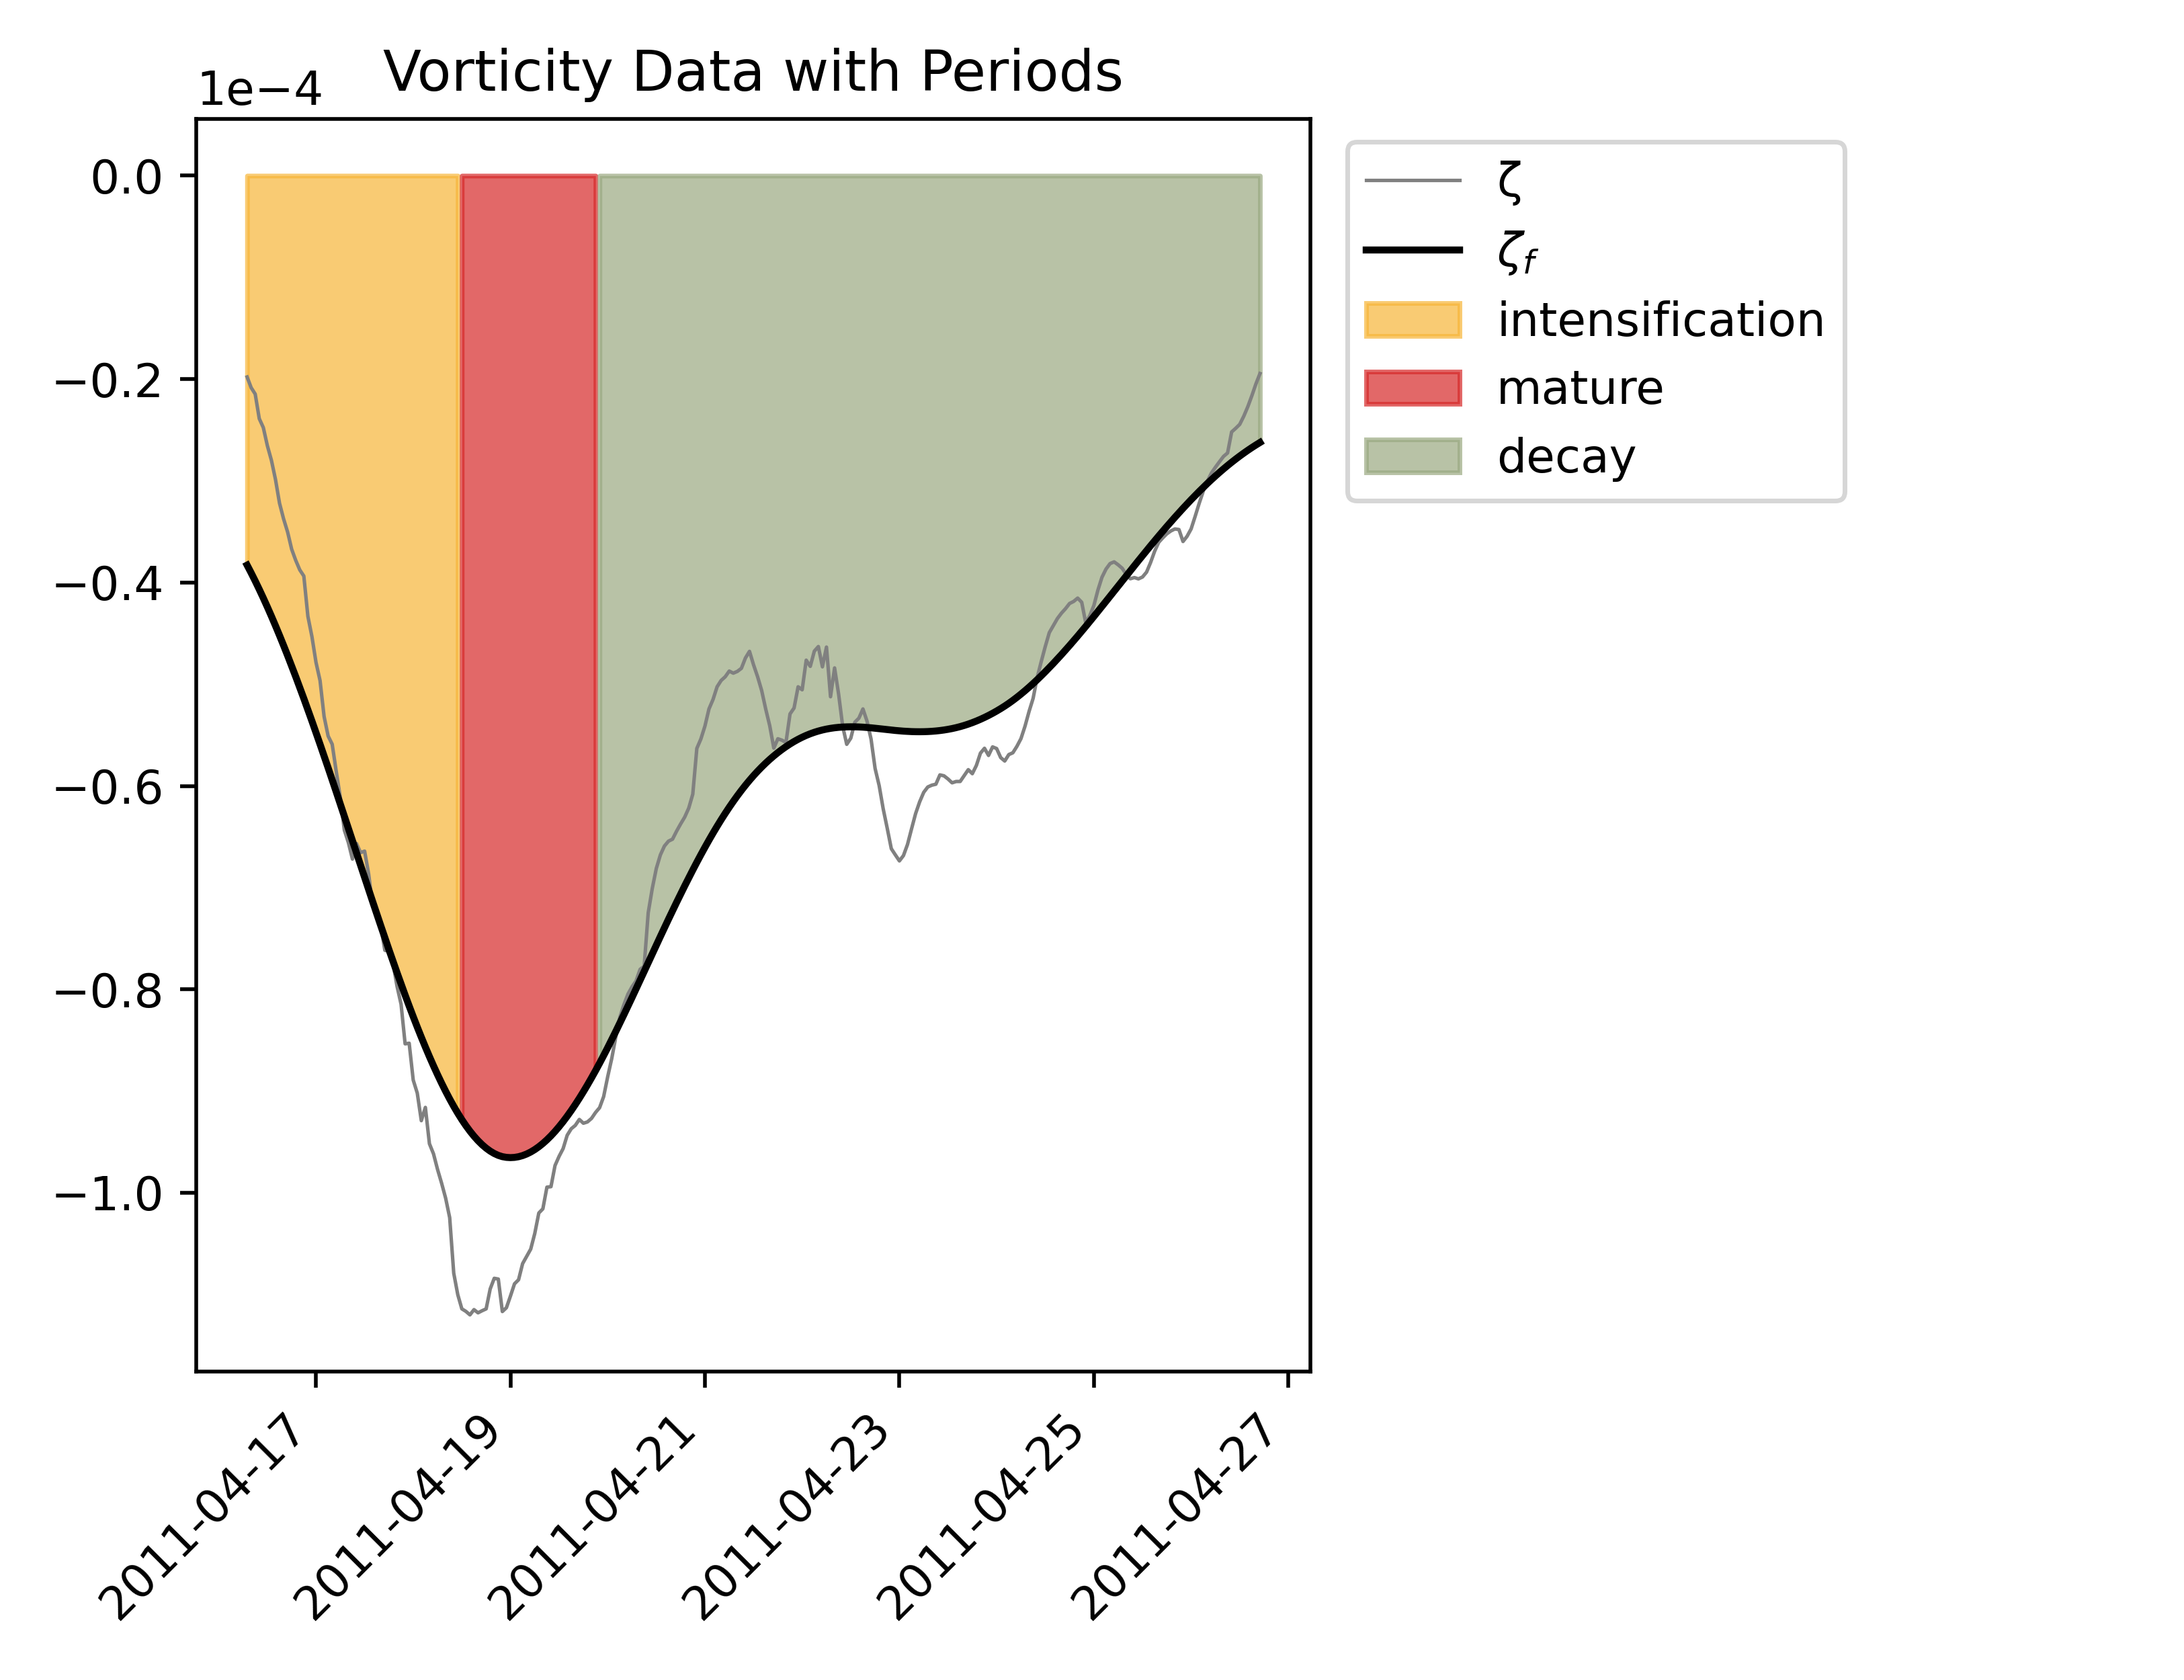 Vorticity Data with Periods
1e−4
0.0
−0.2
−0.4
−0.6
−0.8
−1.0
2011-04-17
2011-04-19
2011-04-21
2011-04-23
2011-04-25
2011-04-27
ζ
ζf
intensification
mature
decay